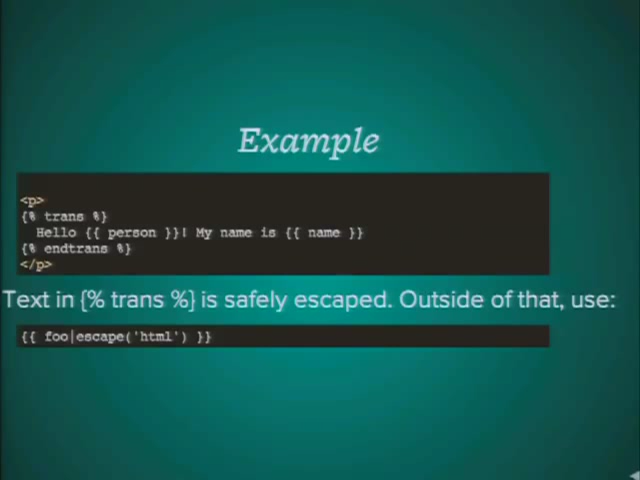 Example
<p>
{% trans %}
Hello {{ person }}! My name is {{ name }}
{% endtrans %}
</p>
Text in {% trans %} is safely escaped. Outside of that, use:
{{ foo|escape('html') }}